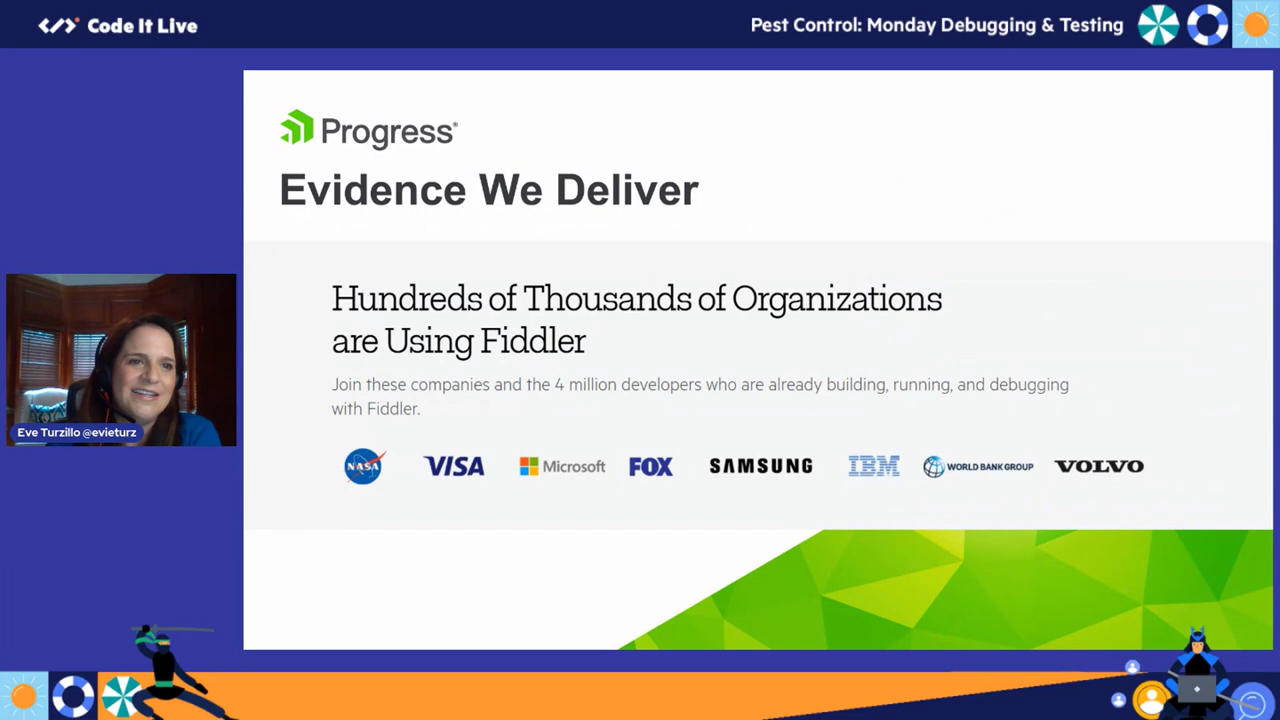 Code It Live
Pest Control: Monday Debugging & Testing
Progress®
Evidence We Deliver
Hundreds of Thousands of Organizations
are Using Fiddler
Join these companies and the 4 million developers who are already building, running, and debugging
with Fiddler.
Eve Turzillo @evieturz
NASA VISA Microsoft FOX SAMSUNG IBM WORLD BANK GROUP VOLVO